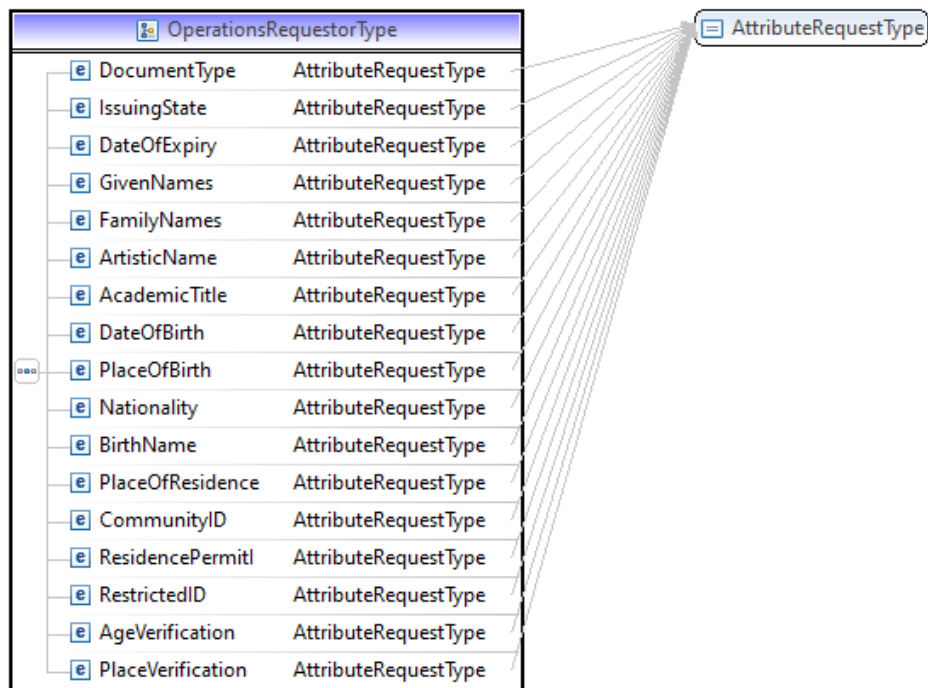 OperationsRequestorType
AttributeRequestType
e DocumentType AttributeRequestType
e IssuingState AttributeRequestType
e DateOfExpiry AttributeRequestType
e GivenNames AttributeRequestType
e FamilyNames AttributeRequestType
e ArtisticName AttributeRequestType
e AcademicTitle AttributeRequestType
e DateOfBirth AttributeRequestType
e PlaceOfBirth AttributeRequestType
e Nationality AttributeRequestType
e BirthName AttributeRequestType
e PlaceOfResidence AttributeRequestType
e CommunityID AttributeRequestType
e ResidencePermitI AttributeRequestType
e RestrictedID AttributeRequestType
e AgeVerification AttributeRequestType
e PlaceVerification AttributeRequestType